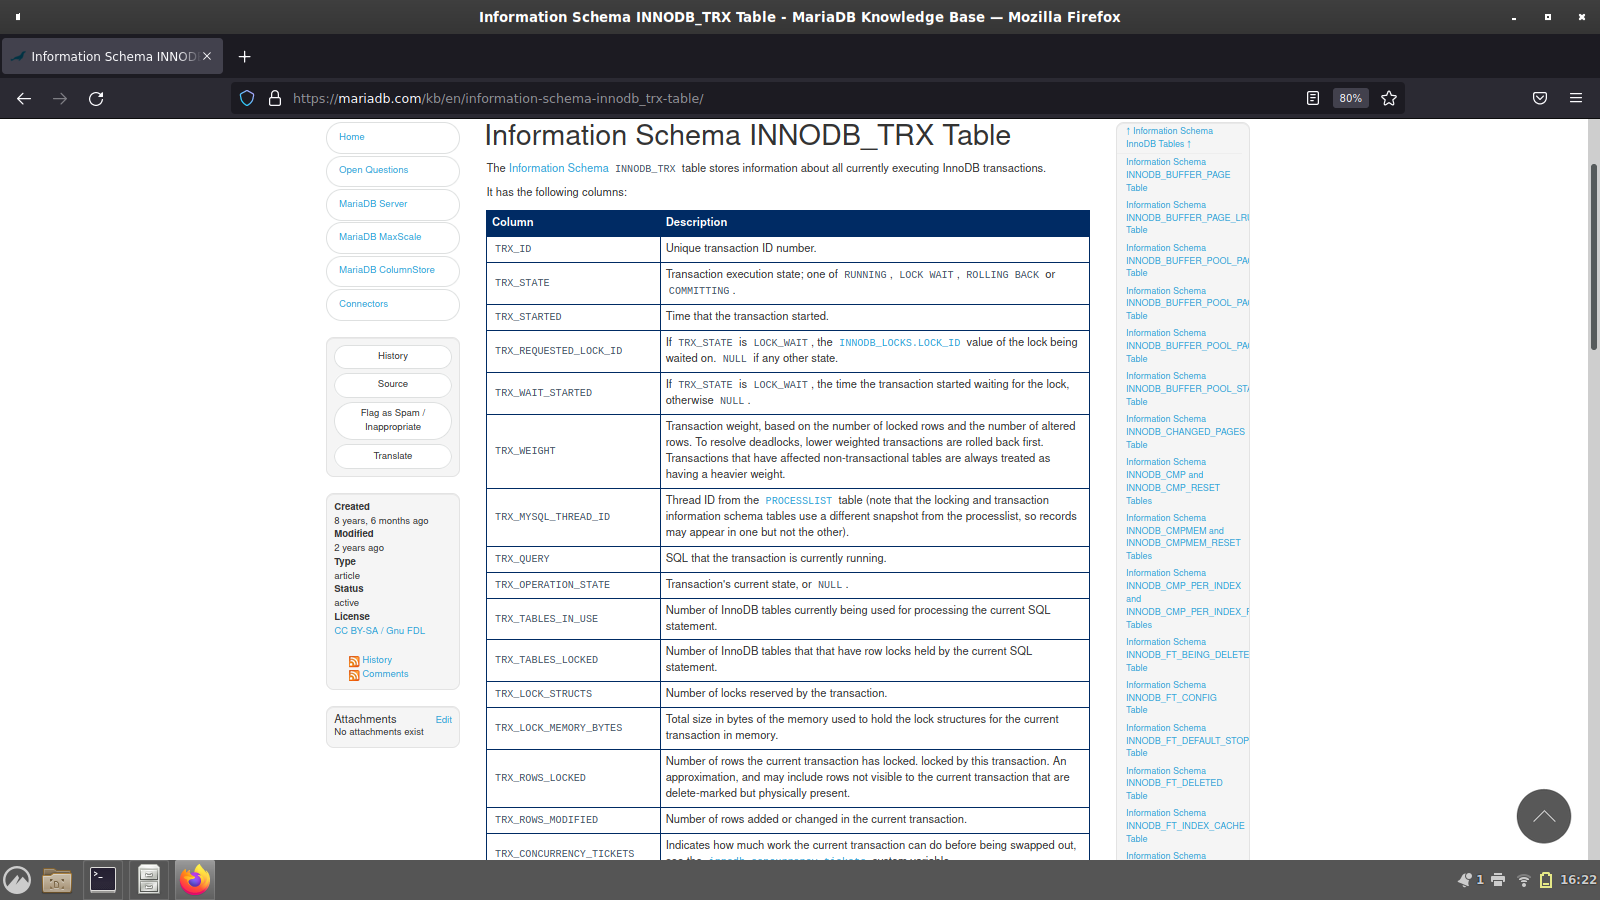 Information Schema INNODB_TRX Table - MariaDB Knowledge Base — Mozilla Firefox
Information Schema INNOD
https://mariadb.com/kb/en/information-schema-innodb_trx-table/
80%
Home
Open Questions
MariaDB Server
MariaDB MaxScale
MariaDB ColumnStore
Connectors
History
Source
Flag as Spam /
Inappropriate
Translate
Created
8 years, 6 months ago
Modified
2 years ago
Type
article
Status
active
License
CC BY-SA / Gnu FDL
History
Comments
Attachments Edit
No attachments exist
Information Schema INNODB_TRX Table
The Information Schema INNODB_TRX table stores information about all currently executing InnoDB transactions.
It has the following columns:
Column Description
TRX_ID Unique transaction ID number.
TRX_STATE Transaction execution state; one of RUNNING, LOCK WAIT, ROLLING BACK or
COMMITTING.
TRX_STARTED Time that the transaction started.
TRX_REQUESTED_LOCK_ID If TRX_STATE is LOCK_WAIT, the INNODB_LOCKS.LOCK_ID value of the lock being
waited on. NULL if any other state.
TRX_WAIT_STARTED If TRX_STATE is LOCK_WAIT, the time the transaction started waiting for the lock,
otherwise NULL.
TRX_WEIGHT Transaction weight, based on the number of locked rows and the number of altered
rows. To resolve deadlocks, lower weighted transactions are rolled back first.
Transactions that have affected non-transactional tables are always treated as
having a heavier weight.
TRX_MYSQL_THREAD_ID Thread ID from the PROCESSLIST table (note that the locking and transaction
information schema tables use a different snapshot from the processlist, so records
may appear in one but not the other).
TRX_QUERY SQL that the transaction is currently running.
TRX_OPERATION_STATE Transaction's current state, or NULL.
TRX_TABLES_IN_USE Number of InnoDB tables currently being used for processing the current SQL
statement.
TRX_TABLES_LOCKED Number of InnoDB tables that that have row locks held by the current SQL
statement.
TRX_LOCK_STRUCTS Number of locks reserved by the transaction.
TRX_LOCK_MEMORY_BYTES Total size in bytes of the memory used to hold the lock structures for the current
transaction in memory.
TRX_ROWS_LOCKED Number of rows the current transaction has locked. locked by this transaction. An
approximation, and may include rows not visible to the current transaction that are
delete-marked but physically present.
TRX_ROWS_MODIFIED Number of rows added or changed in the current transaction.
TRX_CONCURRENCY_TICKETS Indicates how much work the current transaction can do before being swapped out,
↑ Information Schema
InnoDB Tables ↑
Information Schema
INNODB_BUFFER_PAGE
Table
Information Schema
INNODB_BUFFER_PAGE_LR
Table
Information Schema
INNODB_BUFFER_POOL_PA
Table
Information Schema
INNODB_BUFFER_POOL_PA
Table
Information Schema
INNODB_BUFFER_POOL_PA
Table
Information Schema
INNODB_BUFFER_POOL_ST
Table
Information Schema
INNODB_CHANGED_PAGES
Table
Information Schema
INNODB_CMP and
INNODB_CMP_RESET
Tables
Information Schema
INNODB_CMPMEM and
INNODB_CMPMEM_RESET
Tables
Information Schema
INNODB_CMP_PER_INDEX
and
INNODB_CMP_PER_INDEX_
Tables
Information Schema
INNODB_FT_BEING_DELETE
Table
Information Schema
INNODB_FT_CONFIG
Table
Information Schema
INNODB_FT_DEFAULT_STOP
Table
Information Schema
INNODB_FT_DELETED
Table
Information Schema
INNODB_FT_INDEX_CACHE
Table
Information Schema
1
16:22